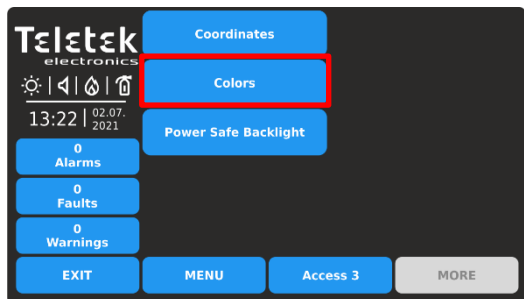 Teletek
electronics
13:22
02.07.
2021
0
Alarms
0
Faults
0
Warnings
EXIT
Coordinates
Colors
Power Safe Backlight
MENU
Access 3
MORE